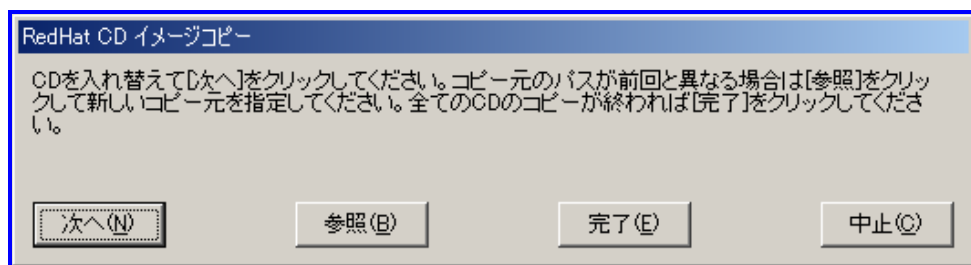 RedHat CD イメージコピー
CDを入れ替えて[次へ]をクリックしてください。コピー元のパスが前回と異なる場合は[参照]をクリッ
クして新しいコピー元を指定してください。全てのCDのコピーが終われば[完了]をクリックしてくださ
い。
次へ(N) 参照(B) 完了(E) 中止(C)